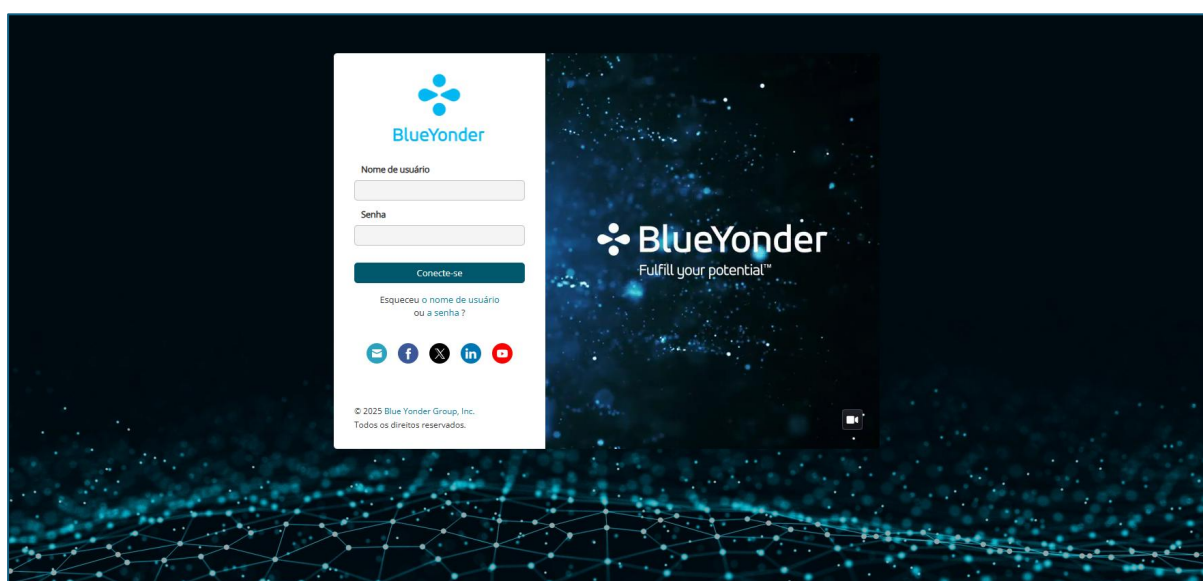 BlueYonder
Nome de usuário
Senha
Conecte-se
Esqueceu o nome de usuário
ou a senha ?
© 2025 Blue Yonder Group, Inc.
Todos os direitos reservados.
BlueYonder
Fulfill your potential™